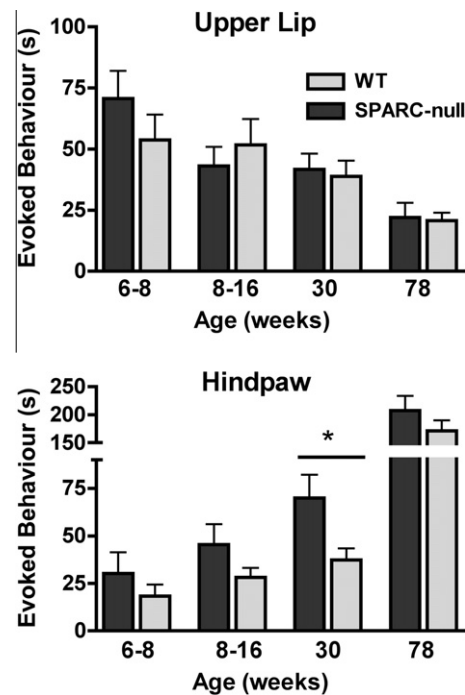 Upper Lip
Evoked Behaviour (s)
100
75
50
25
0
WT
SPARC-null
6-8 8-16 30 78
Age (weeks)
Hindpaw
Evoked Behaviour (s)
250
200
150
75
50
25
0
*
6-8 8-16 30 78
Age (weeks)